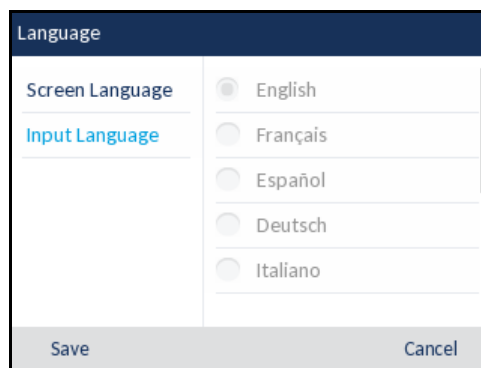 Language
Screen Language
Input Language
English
Français
Español
Deutsch
Italiano
Save
Cancel